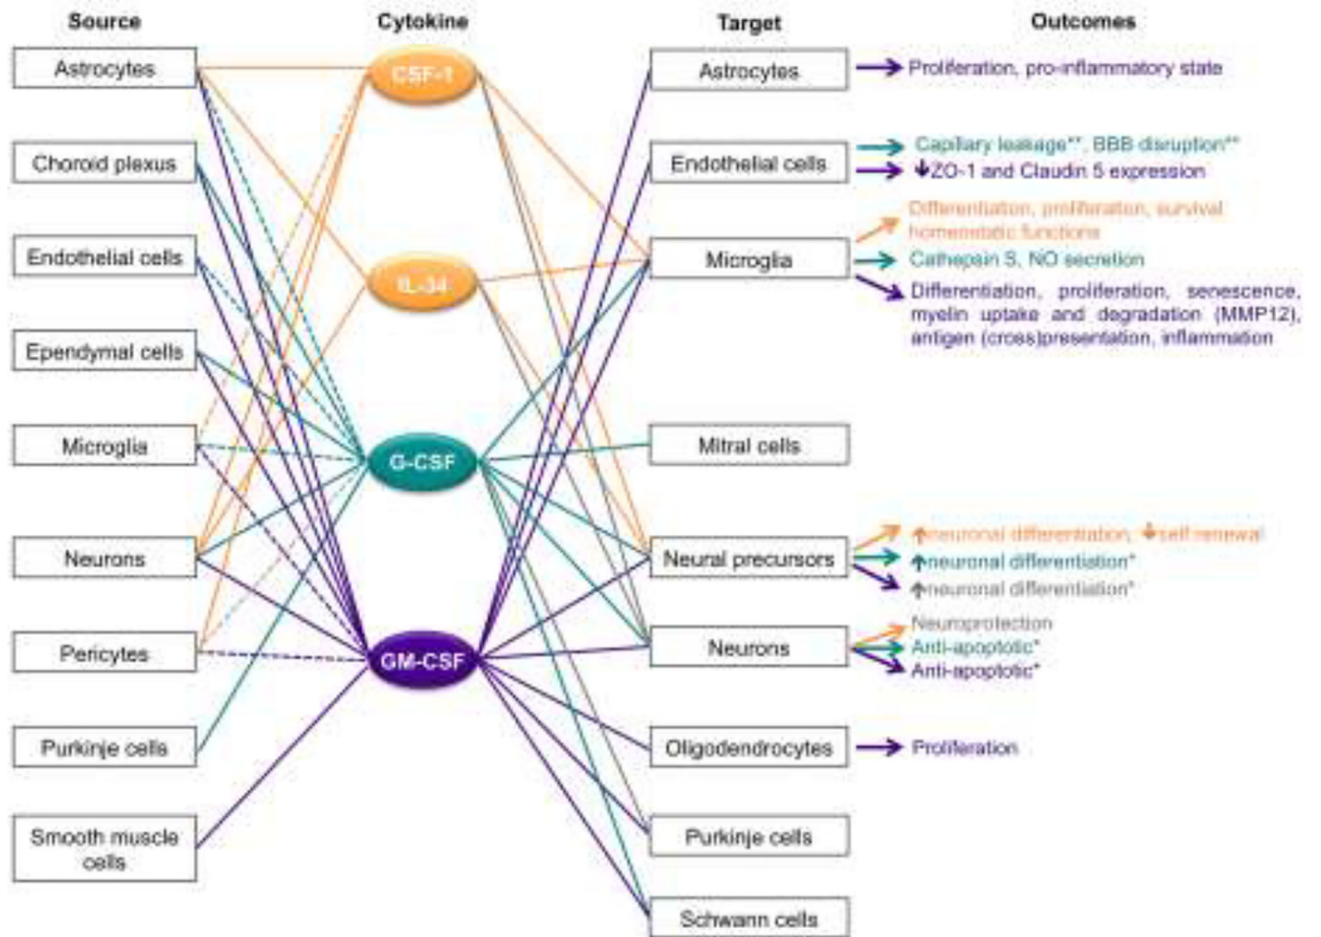 Source Cytokine Target Outcomes
Astrocytes
Choroid plexus
Endothelial cells
Ependymal cells
Microglia
Neurons
Pericytes
Purkinje cells
Smooth muscle
cells
CSF-1
IL-34
G-CSF
GM-CSF
Astrocytes
Proliferation, pro-inflammatory state
Endothelial cells
Capillary leakage**, BBB disruption**
↓ZO-1 and Claudin 5 expression
Microglia
Differentiation, proliferation, survival
homeostatic functions
Cathepsin S, NO secretion
Differentiation, proliferation, senescence,
myelin uptake and degradation (MMP12),
antigen (cross)presentation, inflammation
Mitral cells
Neural precursors
↑neuronal differentiation, ↓self renewal
↑neuronal differentiation*
↑neuronal differentiation*
Neurons
Neuroprotection
Anti-apoptotic*
Anti-apoptotic*
Oligodendrocytes
Proliferation
Purkinje cells
Schwann cells